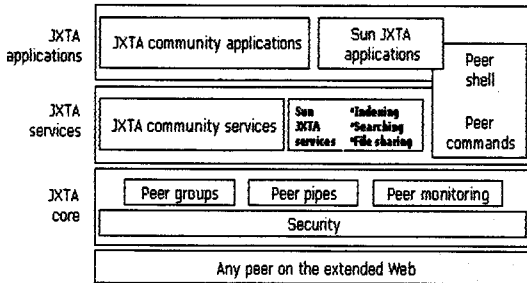 JXTA
applications
JXTA community applications
Sun JXTA
applications
Peer
shell
Peer
commands
JXTA
services
JXTA community services
Sun
JXTA
services
*Indexing
*Searching
*File sharing
JXTA
core
Peer groups
Peer pipes
Peer monitoring
Security
Any peer on the extended Web